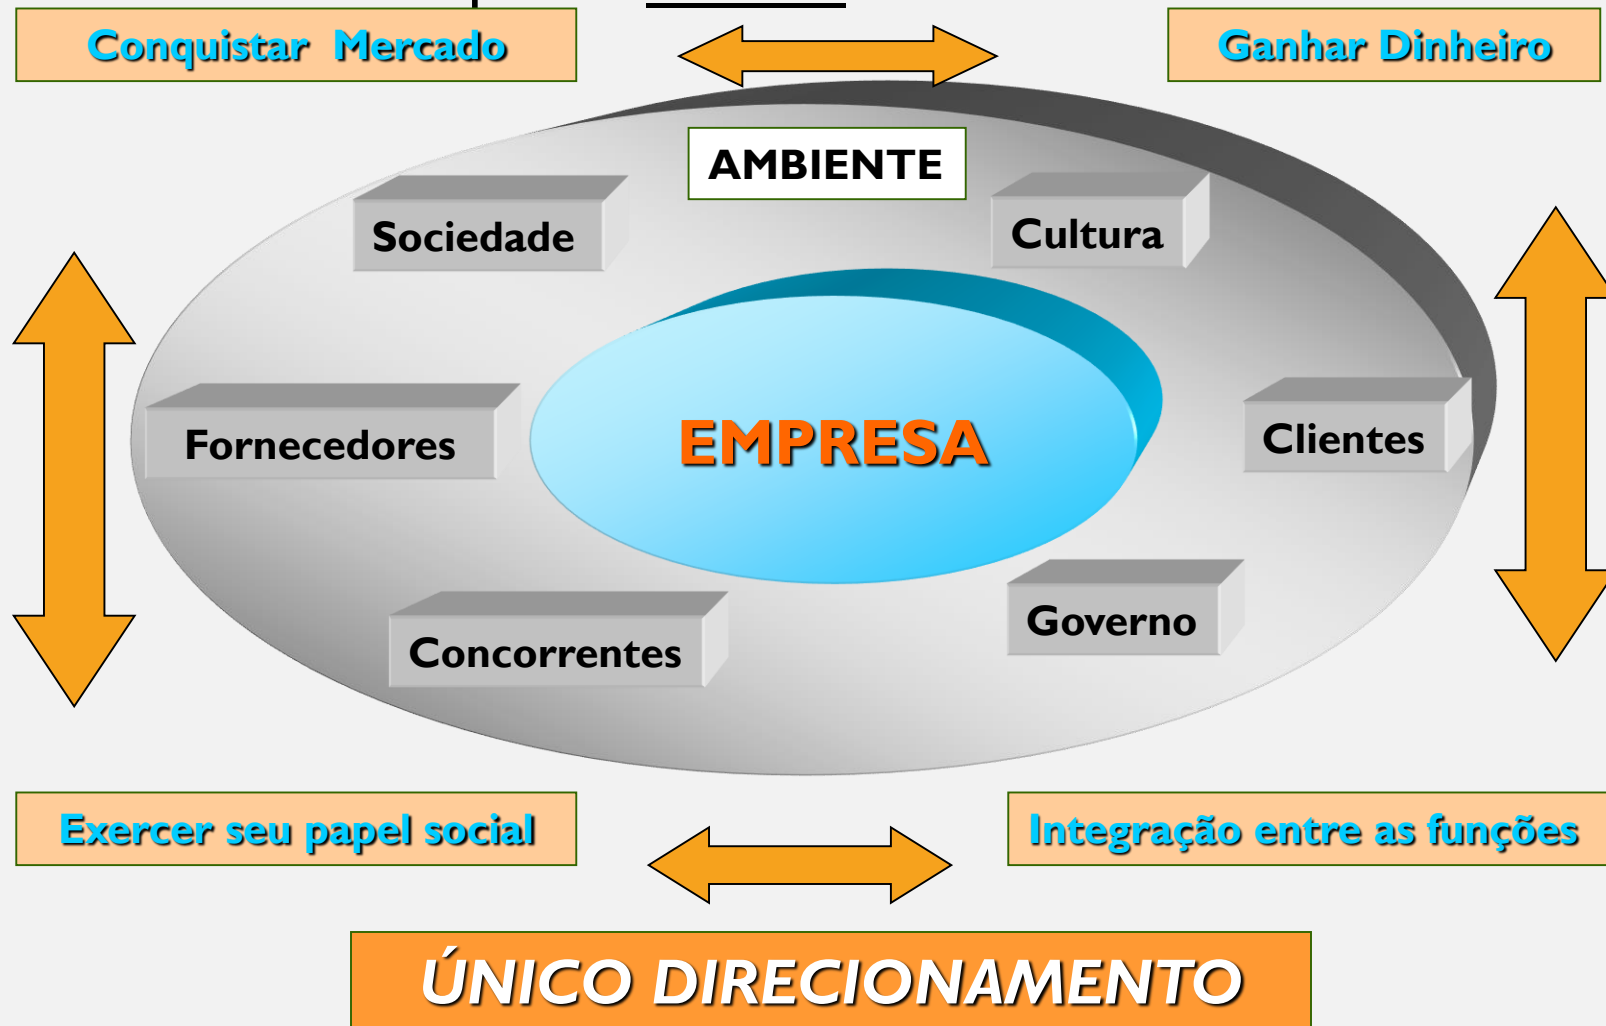 Conquistar Mercado
Ganhar Dinheiro
AMBIENTE
Sociedade
Cultura
Fornecedores
EMPRESA
Clientes
Concorrentes
Governo
Exercer seu papel social
Integração entre as funções
ÚNICO DIRECIONAMENTO